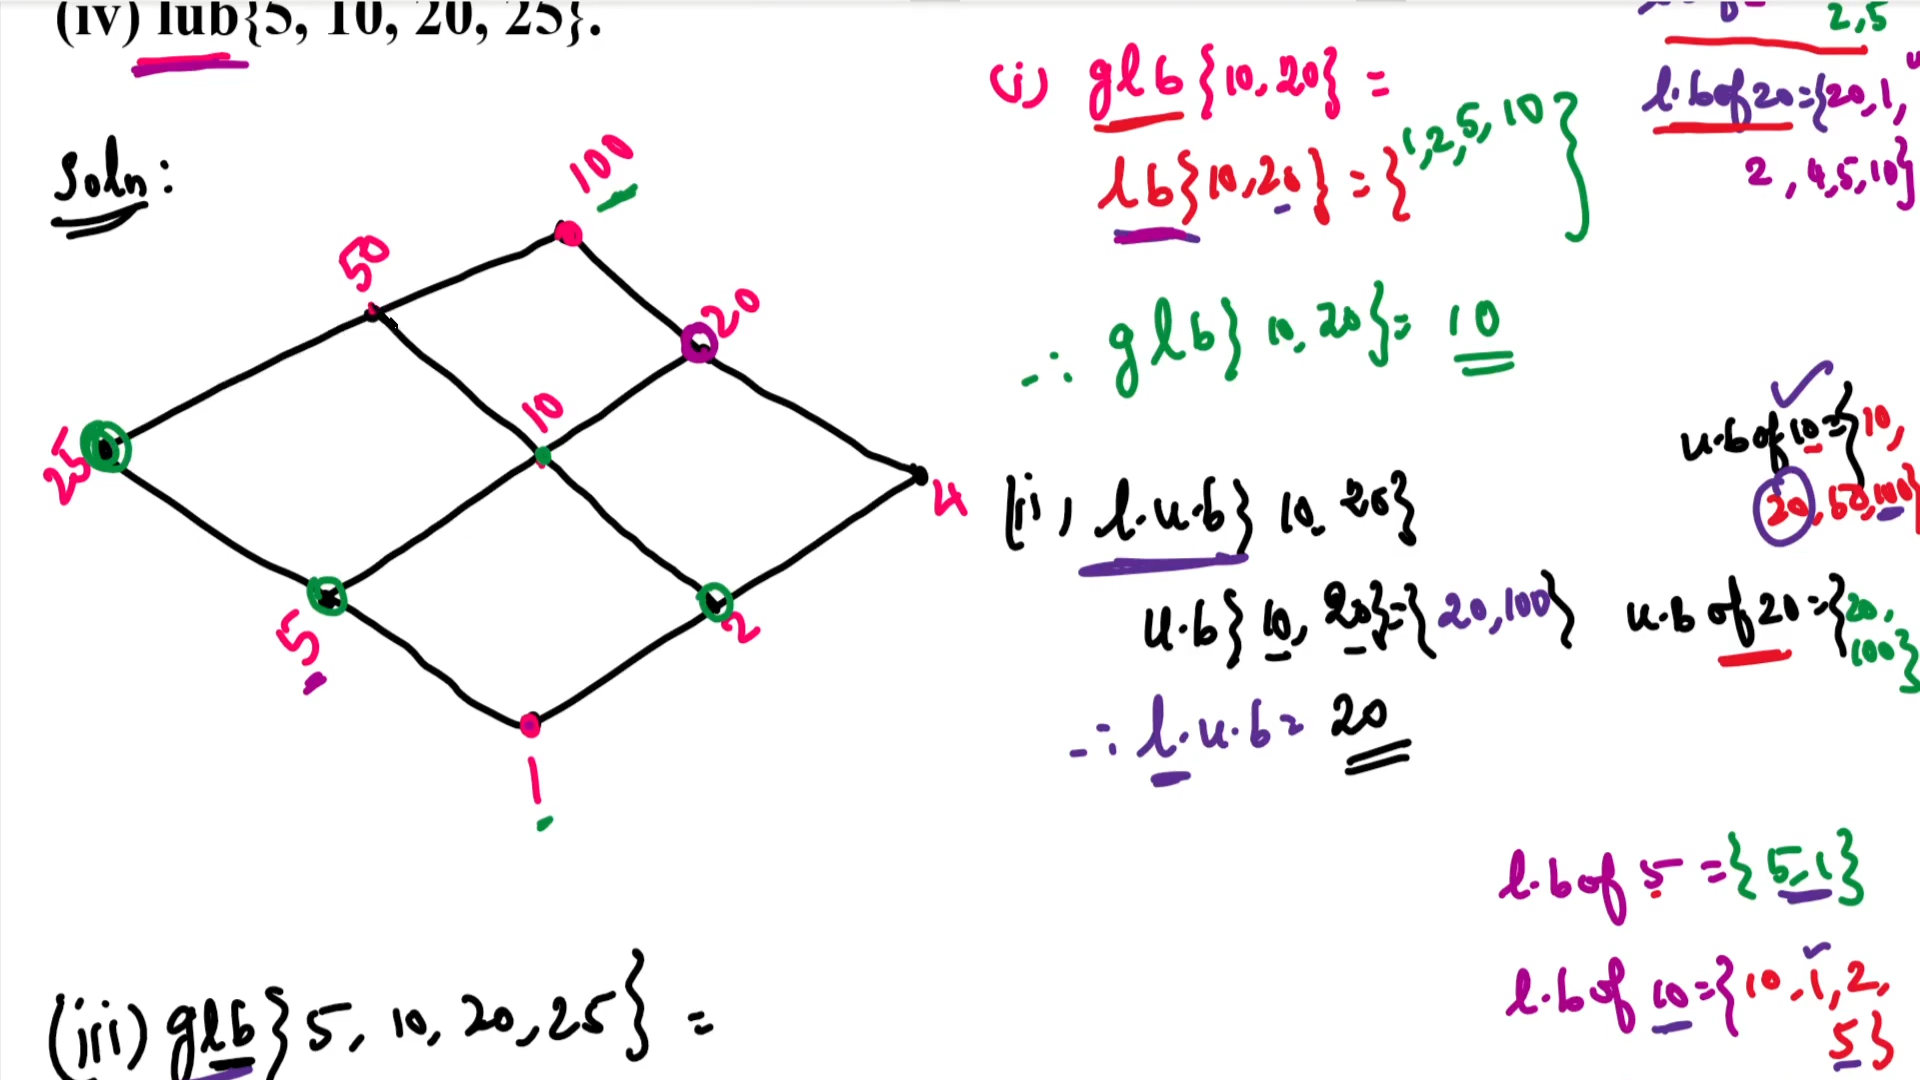 (iv) lub{5, 10, 20, 25}.
Soln:
100
50
20
10
25
4
5
2
1
(i) glb {10, 20} =
lb {10, 20} = {1, 2, 5, 10}
∴ glb {10, 20} = 10
2, 5
l.b of 20 = {20, 1,
2, 4, 5, 10}
(ii) l.u.b {10, 20}
u.b {10, 20} = {20, 100}
∴ l.u.b = 20
u.b of 10 = {10,
20, 50, 100}
u.b of 20 = {20,
100}
l.b of 5 = {5, 1}
l.b of 10 = {10, 1, 2,
5}
(iii) glb {5, 10, 20, 25} =